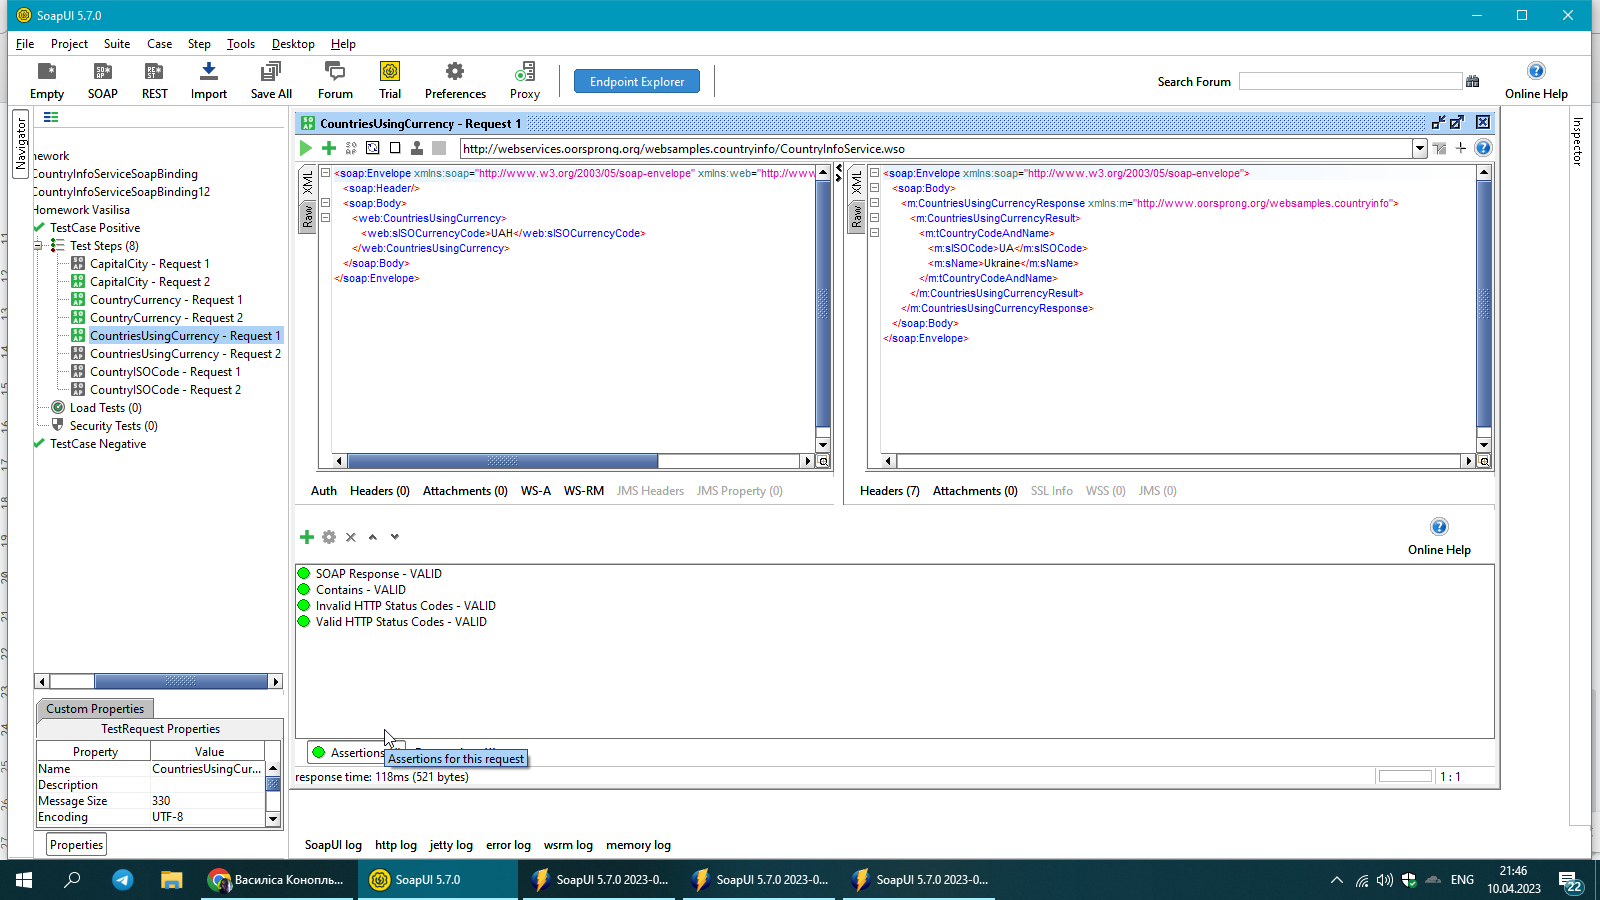 SoapUI 5.7.0
File Project Suite Case Step Tools Desktop Help
Empty SOAP REST Import Save All Forum Trial Preferences Proxy
Endpoint Explorer
Search Forum
Online Help
Navigator
Inspector
CountryInfoServiceSoapBinding
CountryInfoServiceSoapBinding12
Homework Vasilisa
TestCase Positive
Test Steps (8)
CapitalCity - Request 1
CapitalCity - Request 2
CountryCurrency - Request 1
CountryCurrency - Request 2
CountriesUsingCurrency - Request 1
CountriesUsingCurrency - Request 2
CountryISOCode - Request 1
CountryISOCode - Request 2
Load Tests (0)
Security Tests (0)
TestCase Negative
CountriesUsingCurrency - Request 1
http://webservices.oorsprong.org/websamples.countryinfo/CountryInfoService.wso
XML
Raw
<soap:Envelope xmlns:soap="http://www.w3.org/2003/05/soap-envelope" xmlns:web="http://www
<soap:Header/>
<soap:Body>
<web:CountriesUsingCurrency>
<web:sISOCurrencyCode>UAH</web:sISOCurrencyCode>
</web:CountriesUsingCurrency>
</soap:Body>
</soap:Envelope>
XML
Raw
<soap:Envelope xmlns:soap="http://www.w3.org/2003/05/soap-envelope">
<soap:Body>
<m:CountriesUsingCurrencyResponse xmlns:m="http://www.oorsprong.org/websamples.countryinfo">
<m:CountriesUsingCurrencyResult>
<m:tCountryCodeAndName>
<m:sISOCode>UA</m:sISOCode>
<m:sName>Ukraine</m:sName>
</m:tCountryCodeAndName>
</m:CountriesUsingCurrencyResult>
</m:CountriesUsingCurrencyResponse>
</soap:Body>
</soap:Envelope>
Auth Headers (0) Attachments (0) WS-A WS-RM JMS Headers JMS Property (0)
Headers (7) Attachments (0) SSL Info WSS (0) JMS (0)
Online Help
SOAP Response - VALID
Contains - VALID
Invalid HTTP Status Codes - VALID
Valid HTTP Status Codes - VALID
Assertions
Assertions for this request
response time: 118ms (521 bytes)
1 : 1
Custom Properties
TestRequest Properties
Property Value
Name CountriesUsingCur...
Description
Message Size 330
Encoding UTF-8
Properties
SoapUI log http log jetty log error log wsrm log memory log
Василіса Конопль...
SoapUI 5.7.0
SoapUI 5.7.0 2023-0...
SoapUI 5.7.0 2023-0...
SoapUI 5.7.0 2023-0...
ENG
21:46
10.04.2023
22